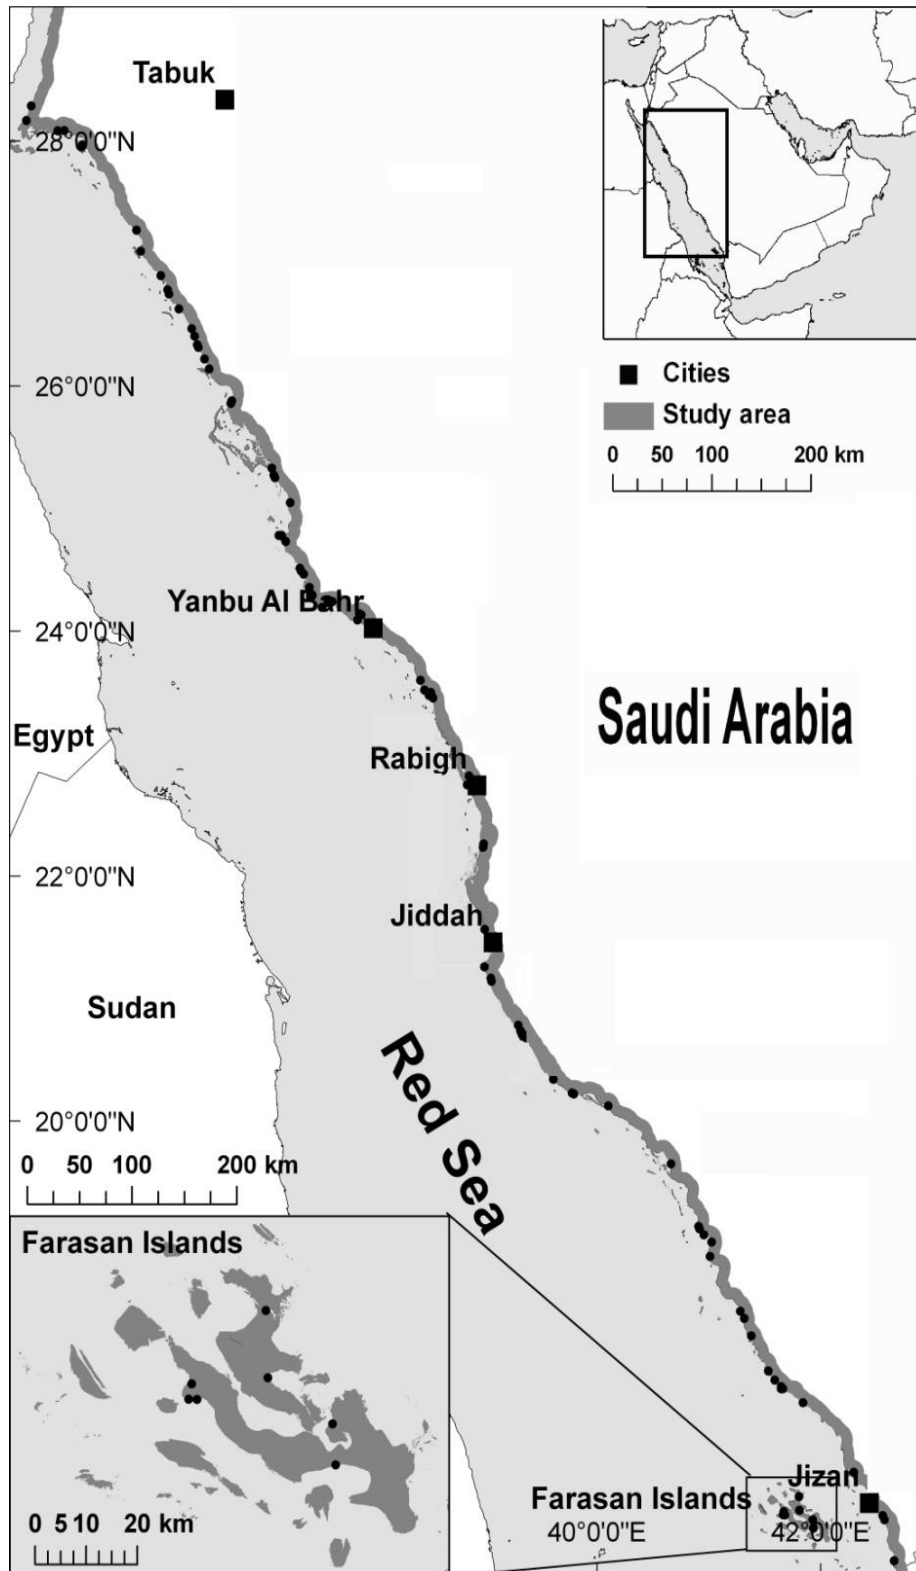 Tabuk
28°0'0"N
Cities
26°0'0"N
Study area
0 50 100 200 km
Yanbu Al Bahr
24°0'0"N
Saudi Arabia
Egypt
Rabigh
22°0'0"N
Jiddah
Sudan
Red Sea
20°0'0"N
0 50 100 200 km
Farasan Islands
Jizan
Farasan Islands
40°0'0"E
42°0'0"E
0 5 10 20 km